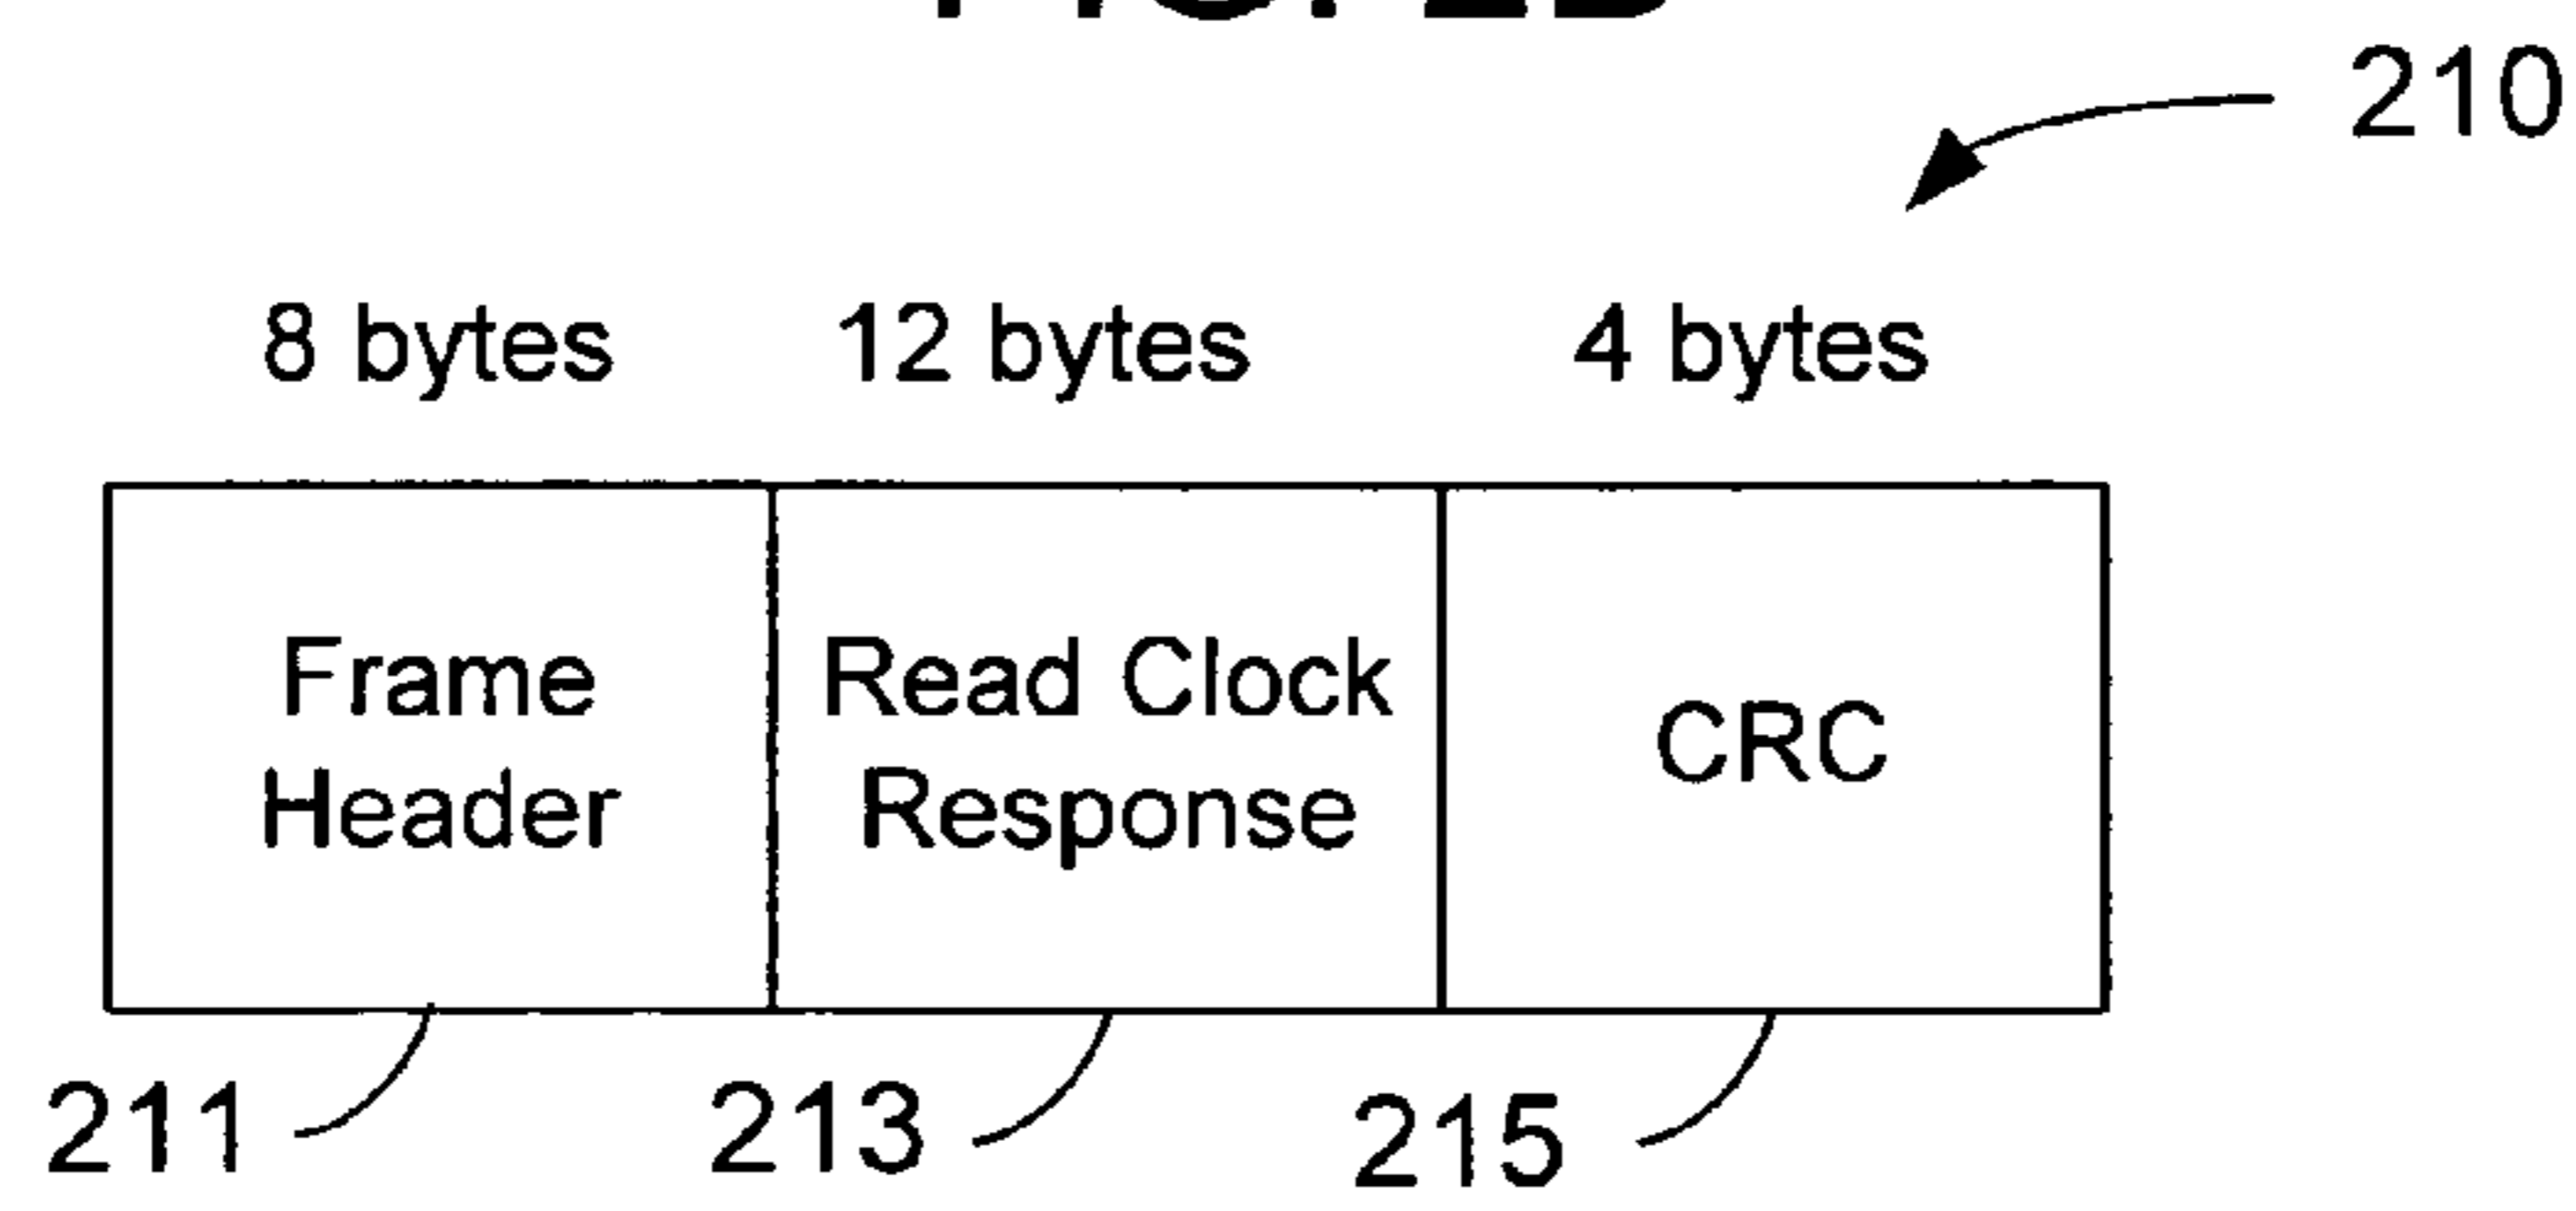 210
8 bytes 12 bytes 4 bytes
Frame Header
Read Clock Response
CRC
211 213 215